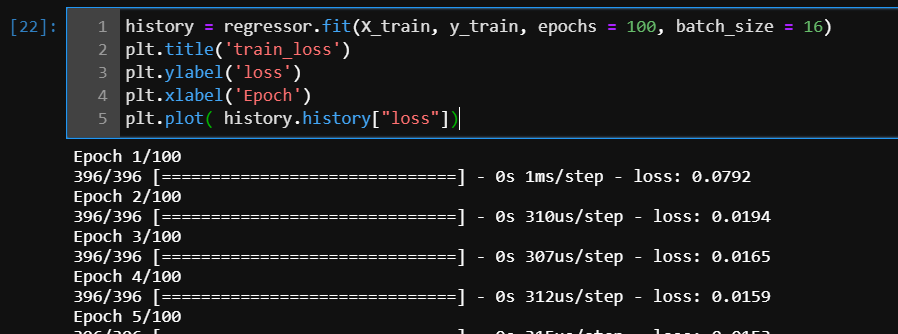 [22]:
1 history = regressor.fit(X_train, y_train, epochs = 100, batch_size = 16)
2 plt.title('train_loss')
3 plt.ylabel('loss')
4 plt.xlabel('Epoch')
5 plt.plot( history.history["loss"])
Epoch 1/100
396/396 [==============================] - 0s 1ms/step - loss: 0.0792
Epoch 2/100
396/396 [==============================] - 0s 310us/step - loss: 0.0194
Epoch 3/100
396/396 [==============================] - 0s 307us/step - loss: 0.0165
Epoch 4/100
396/396 [==============================] - 0s 312us/step - loss: 0.0159
Epoch 5/100